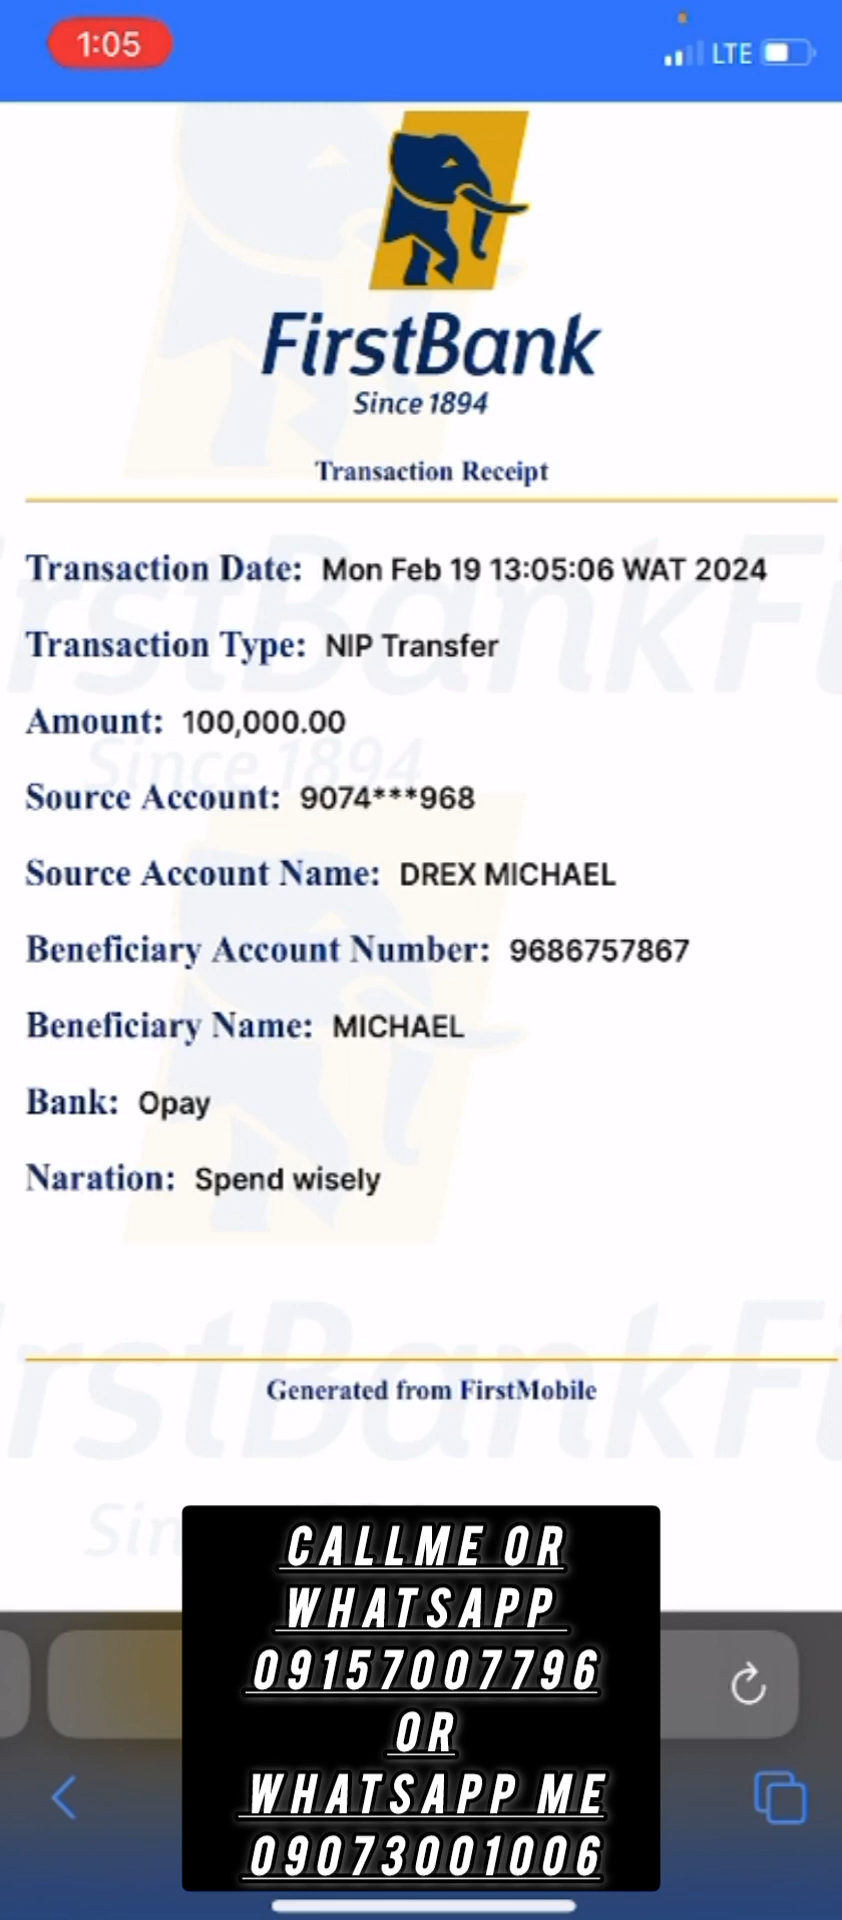 1:05
LTE
FirstBank
Since 1894
Transaction Receipt
Transaction Date: Mon Feb 19 13:05:06 WAT 2024
Transaction Type: NIP Transfer
Amount: 100,000.00
Since 1894
Source Account: 9074***968
Source Account Name: DREX MICHAEL
Beneficiary Account Number: 9686757867
Beneficiary Name: MICHAEL
Bank: Opay
Naration: Spend wisely
Generated from FirstMobile
CALLME OR
WHATSAPP
09157007796
OR
WHATSAPP ME
09073001006